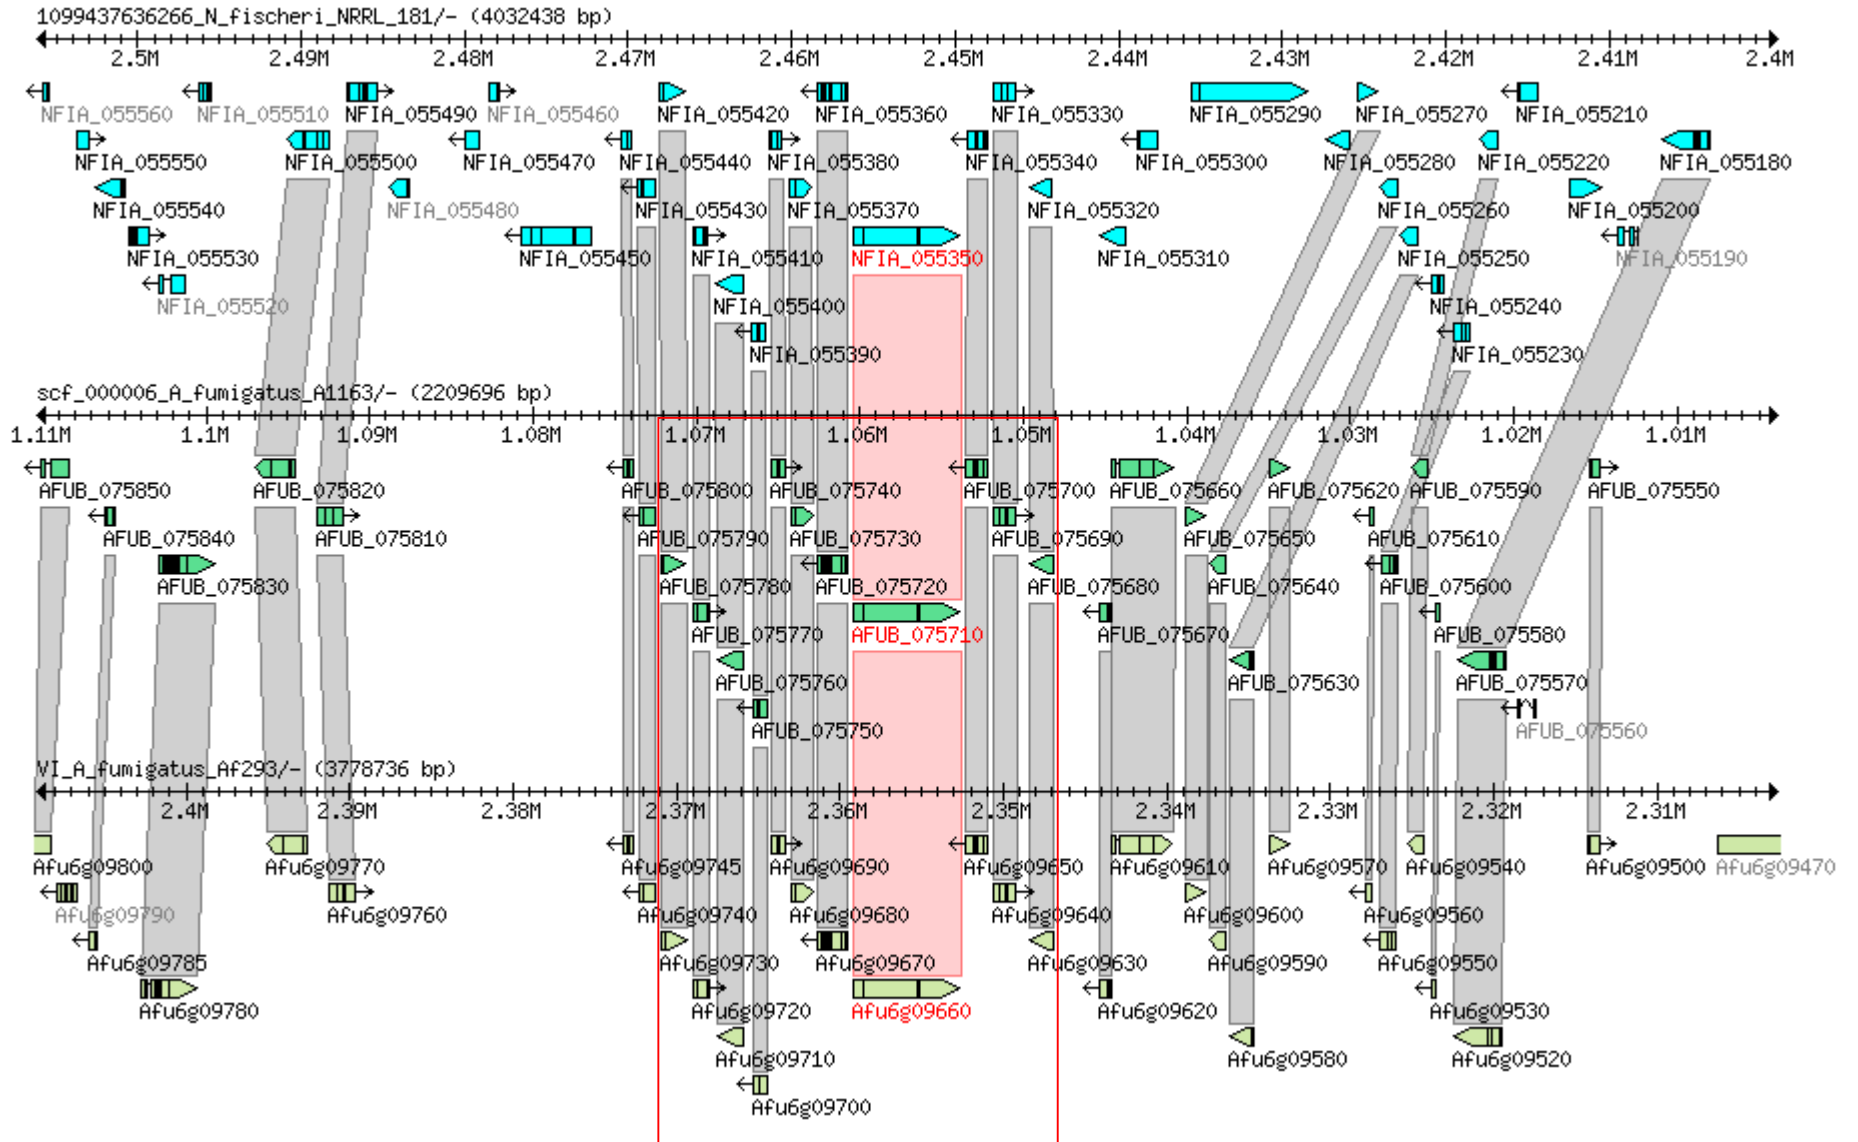 1099437636266_N_fischeri_NRRL_181/- (4032438 bp)
2.5M 2.49M 2.48M 2.47M 2.46M 2.45M 2.44M 2.43M 2.42M 2.41M 2.4M
NFIA_055560 NFIA_055510 NFIA_055490 NFIA_055460 NFIA_055420 NFIA_055360 NFIA_055330 NFIA_055290 NFIA_055270 NFIA_055210
NFIA_055550 NFIA_055500 NFIA_055470 NFIA_055440 NFIA_055380 NFIA_055340 NFIA_055300 NFIA_055280 NFIA_055220 NFIA_055180
NFIA_055540 NFIA_055480 NFIA_055430 NFIA_055370 NFIA_055320 NFIA_055260 NFIA_055200
NFIA_055530 NFIA_055450 NFIA_055410 NFIA_055350 NFIA_055310 NFIA_055250 NFIA_055190
NFIA_055520 NFIA_055400 NFIA_055240
NFIA_055390 NFIA_055230
scf_000006_A_fumigatus_A1163/- (2209696 bp)
1.11M 1.1M 1.09M 1.08M 1.07M 1.06M 1.05M 1.04M 1.03M 1.02M 1.01M
AFUB_075850 AFUB_075820 AFUB_075800 AFUB_075740 AFUB_075700 AFUB_075660 AFUB_075620 AFUB_075590 AFUB_075550
AFUB_075840 AFUB_075810 AFUB_075790 AFUB_075730 AFUB_075690 AFUB_075650 AFUB_075610
AFUB_075830 AFUB_075780 AFUB_075720 AFUB_075680 AFUB_075640 AFUB_075600
AFUB_075770 AFUB_075710 AFUB_075670 AFUB_075580
AFUB_075760 AFUB_075630 AFUB_075570
AFUB_075750 AFUB_075560
VI_A_fumigatus_Af293/- (3778736 bp)
2.4M 2.39M 2.38M 2.37M 2.36M 2.35M 2.34M 2.33M 2.32M 2.31M
Afu6g09800 Afu6g09770 Afu6g09745 Afu6g09690 Afu6g09650 Afu6g09610 Afu6g09570 Afu6g09540 Afu6g09500 Afu6g09470
Afu6g09790 Afu6g09760 Afu6g09740 Afu6g09680 Afu6g09640 Afu6g09600 Afu6g09560
Afu6g09785 Afu6g09730 Afu6g09670 Afu6g09630 Afu6g09590 Afu6g09550
Afu6g09780 Afu6g09720 Afu6g09660 Afu6g09620 Afu6g09530
Afu6g09710 Afu6g09580 Afu6g09520
Afu6g09700